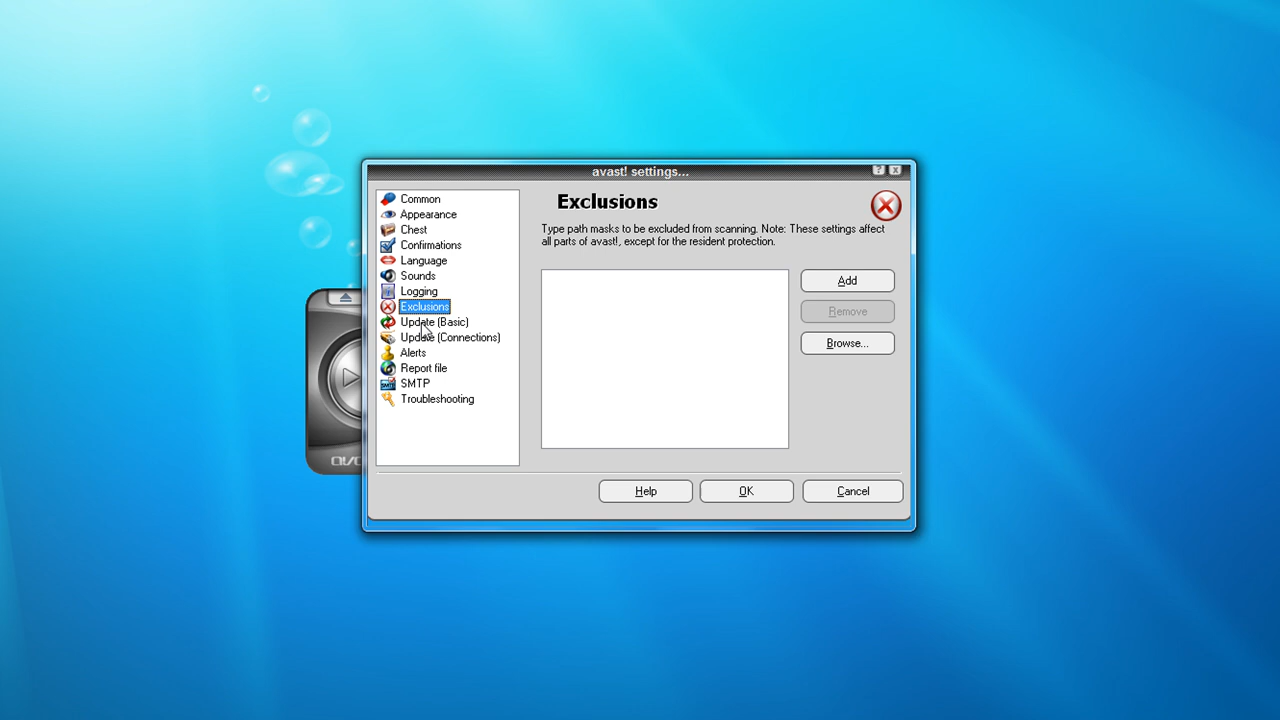 avast! settings...
Common
Appearance
Chest
Confirmations
Language
Sounds
Logging
Exclusions
Update (Basic)
Update (Connections)
Alerts
Report file
SMTP
Troubleshooting
Exclusions
Type path masks to be excluded from scanning. Note: These settings affect
all parts of avast!, except for the resident protection.
Add
Remove
Browse...
Help
OK
Cancel